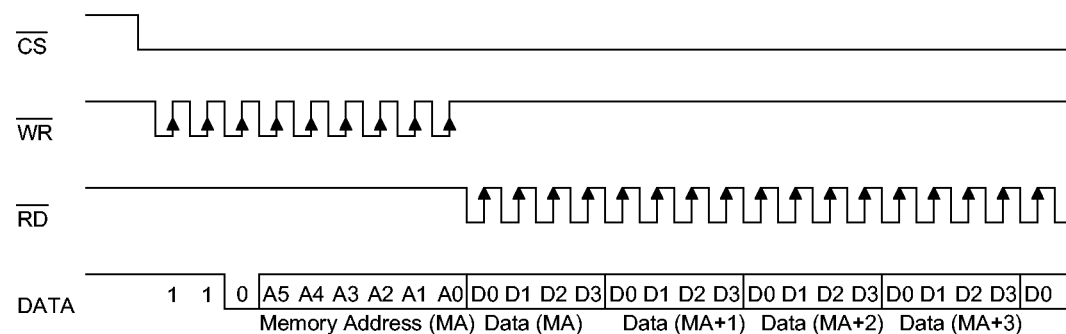 CS
WR
RD
DATA 1 1 0 A5 A4 A3 A2 A1 A0 D0 D1 D2 D3 D0 D1 D2 D3 D0 D1 D2 D3 D0 D1 D2 D3 D0
Memory Address (MA) Data (MA) Data (MA+1) Data (MA+2) Data (MA+3)